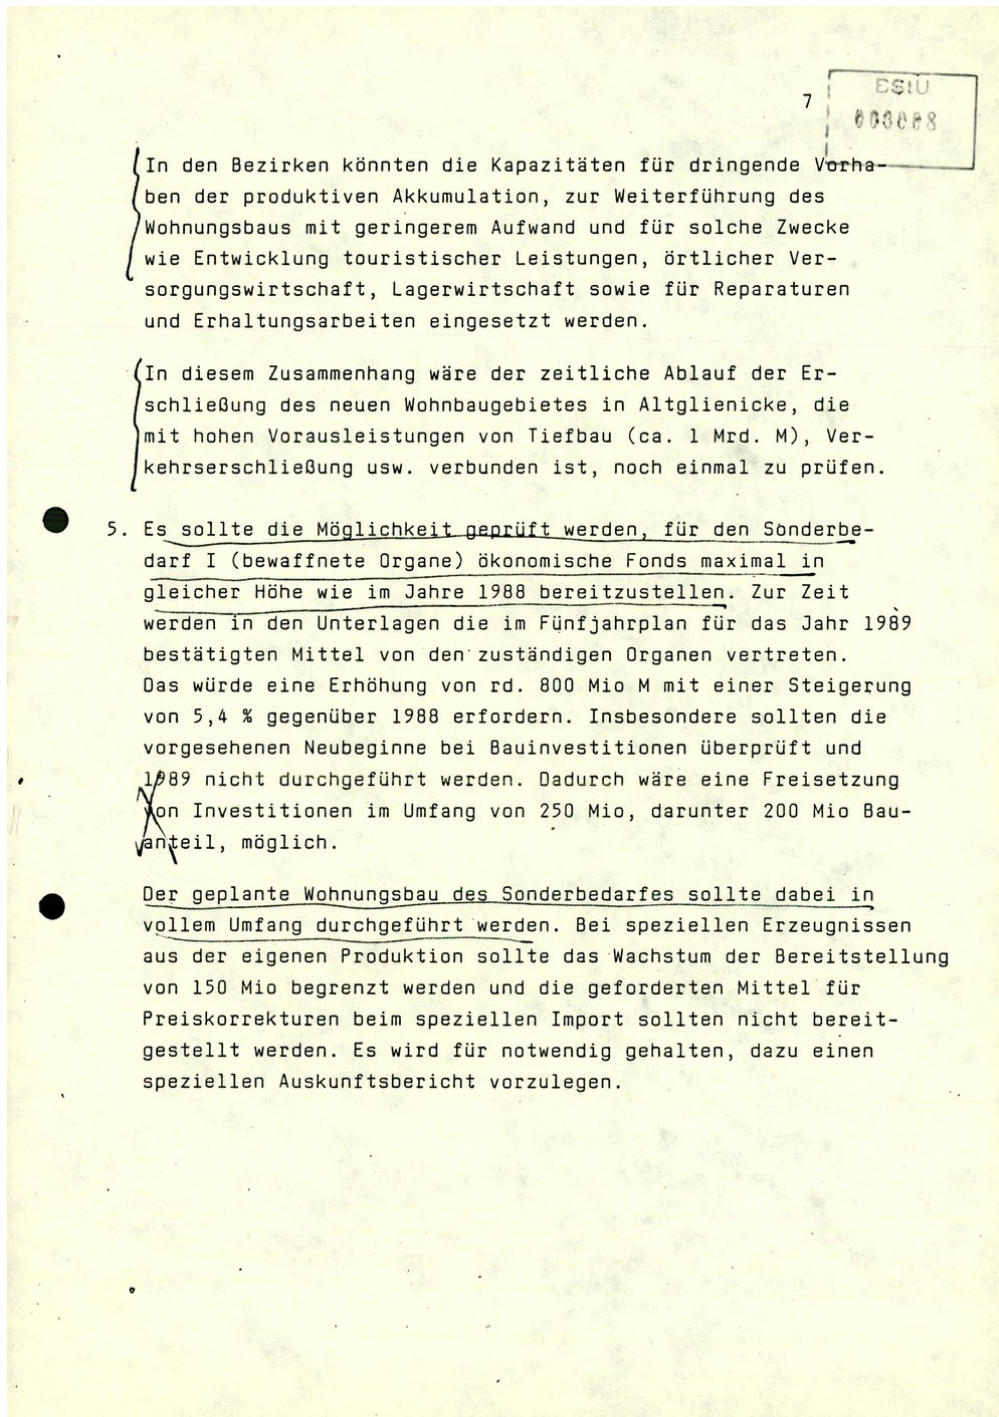 7
BStU
In den Bezirken könnten die Kapazitäten für dringende Vorha-
ben der produktiven Akkumulation, zur Weiterführung des
Wohnungsbaus mit geringerem Aufwand und für solche Zwecke
wie Entwicklung touristischer Leistungen, örtlicher Ver-
sorgungswirtschaft, Lagerwirtschaft sowie für Reparaturen
und Erhaltungsarbeiten eingesetzt werden.
In diesem Zusammenhang wäre der zeitliche Ablauf der Er-
schließung des neuen Wohnbaugebietes in Altglienicke, die
mit hohen Vorausleistungen von Tiefbau (ca. 1 Mrd. M), Ver-
kehrserschließung usw. verbunden ist, noch einmal zu prüfen.
5. Es sollte die Möglichkeit geprüft werden, für den Sonderbe-
darf I (bewaffnete Organe) ökonomische Fonds maximal in
gleicher Höhe wie im Jahre 1988 bereitzustellen. Zur Zeit
werden in den Unterlagen die im Fünfjahrplan für das Jahr 1989
bestätigten Mittel von den zuständigen Organen vertreten.
Das würde eine Erhöhung von rd. 800 Mio M mit einer Steigerung
von 5,4 % gegenüber 1988 erfordern. Insbesondere sollten die
vorgesehenen Neubeginne bei Bauinvestitionen überprüft und
1989 nicht durchgeführt werden. Dadurch wäre eine Freisetzung
von Investitionen im Umfang von 250 Mio, darunter 200 Mio Bau-
anteil, möglich.
Der geplante Wohnungsbau des Sonderbedarfes sollte dabei in
vollem Umfang durchgeführt werden. Bei speziellen Erzeugnissen
aus der eigenen Produktion sollte das Wachstum der Bereitstellung
von 150 Mio begrenzt werden und die geforderten Mittel für
Preiskorrekturen beim speziellen Import sollten nicht bereit-
gestellt werden. Es wird für notwendig gehalten, dazu einen
speziellen Auskunftsbericht vorzulegen.